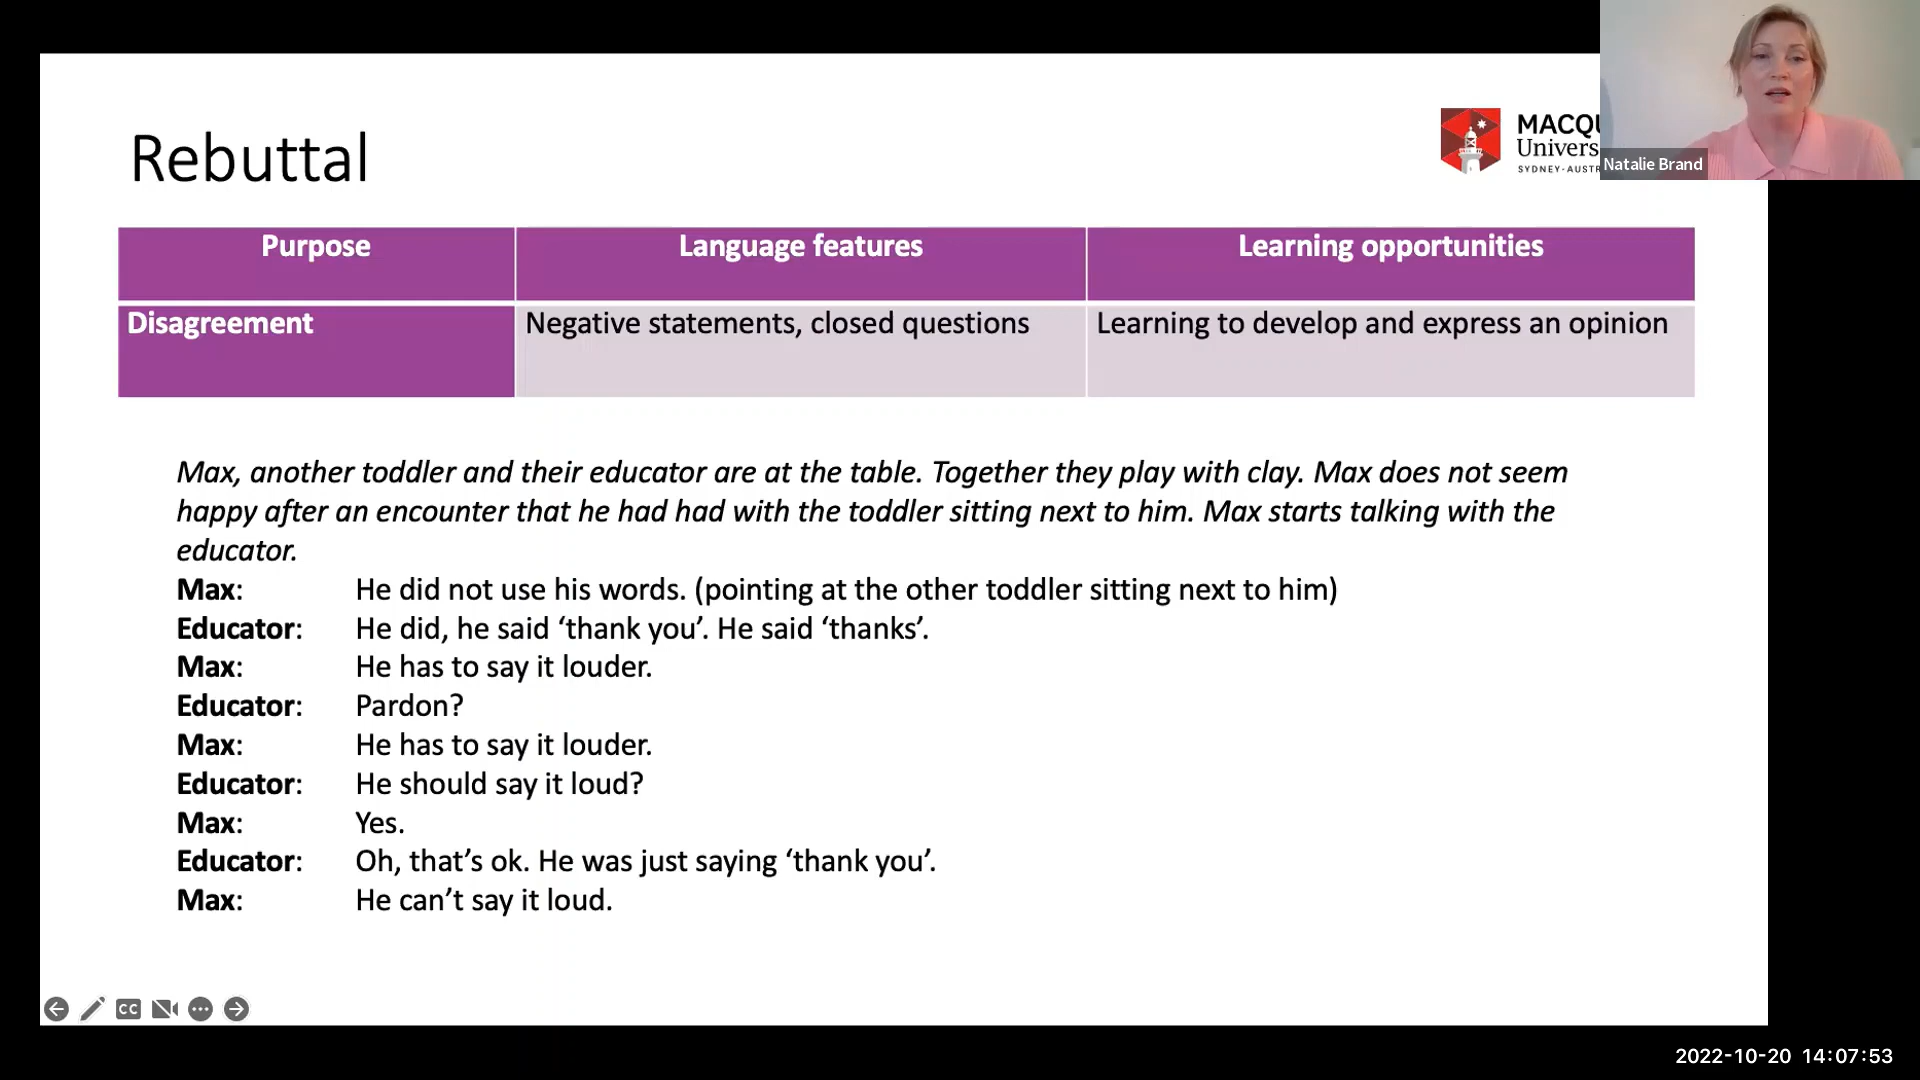 Rebuttal
MACQU
Univers
SYDNEY-AUSTR
Natalie Brand
Purpose Language features Learning opportunities
Disagreement Negative statements, closed questions Learning to develop and express an opinion
Max, another toddler and their educator are at the table. Together they play with clay. Max does not seem
happy after an encounter that he had had with the toddler sitting next to him. Max starts talking with the
educator.
Max: He did not use his words. (pointing at the other toddler sitting next to him)
Educator: He did, he said ‘thank you’. He said ‘thanks’.
Max: He has to say it louder.
Educator: Pardon?
Max: He has to say it louder.
Educator: He should say it loud?
Max: Yes.
Educator: Oh, that’s ok. He was just saying ‘thank you’.
Max: He can’t say it loud.
CC
2022-10-20 14:07:53